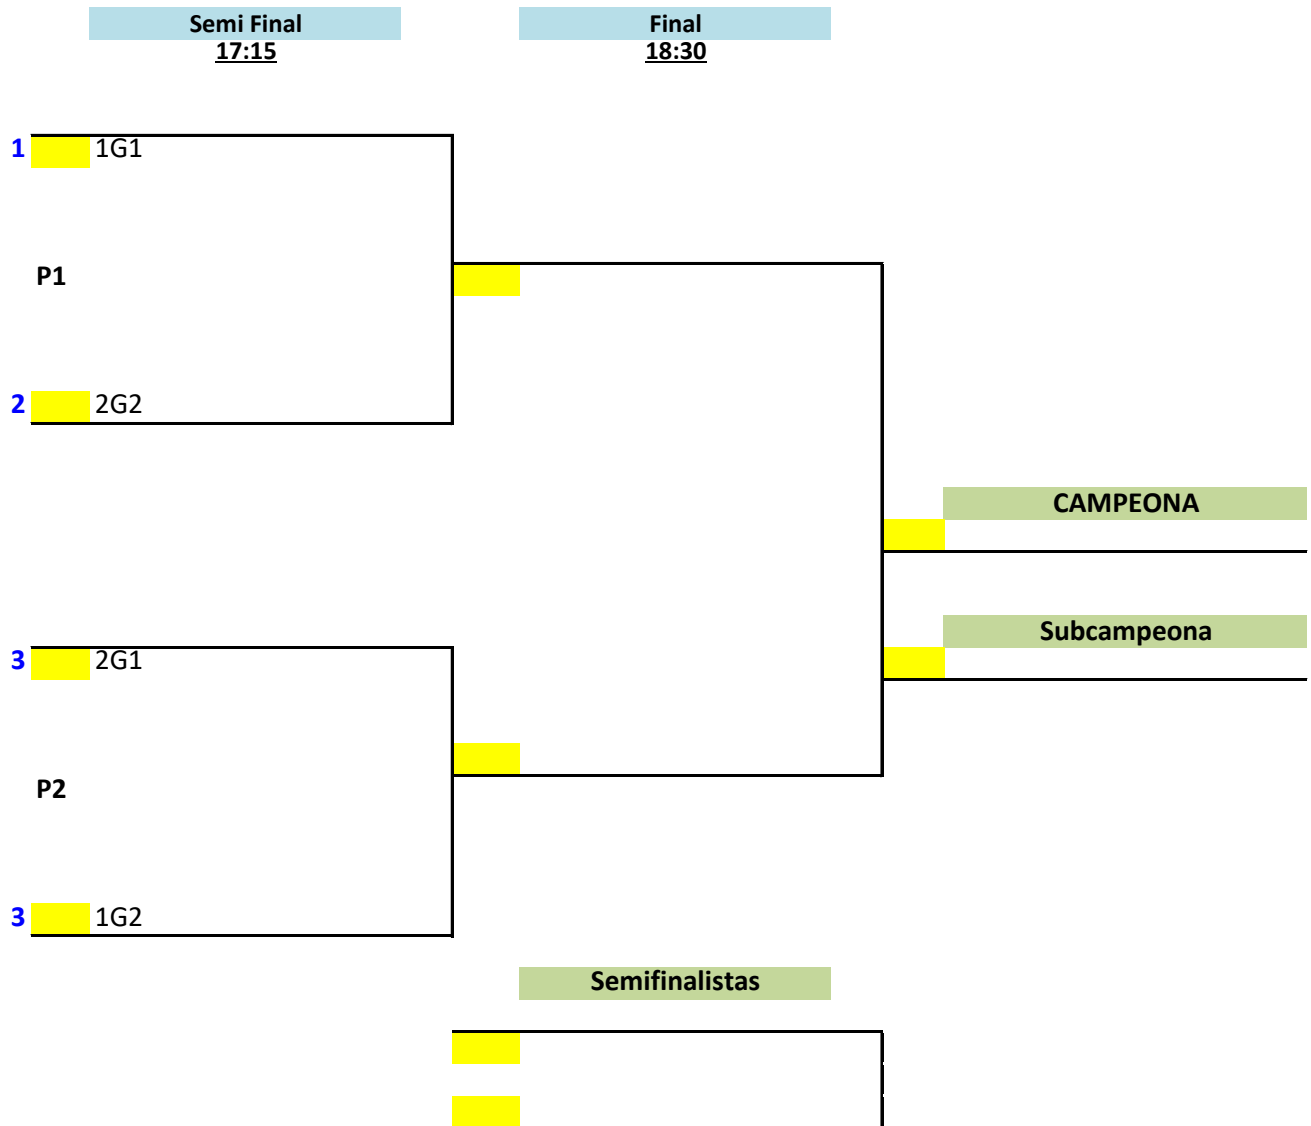 Semi Final Final
17:15 18:30
1 1G1
P1
2 2G2
CAMPEONA
Subcampeona
3 2G1
P2
3 1G2
Semifinalistas